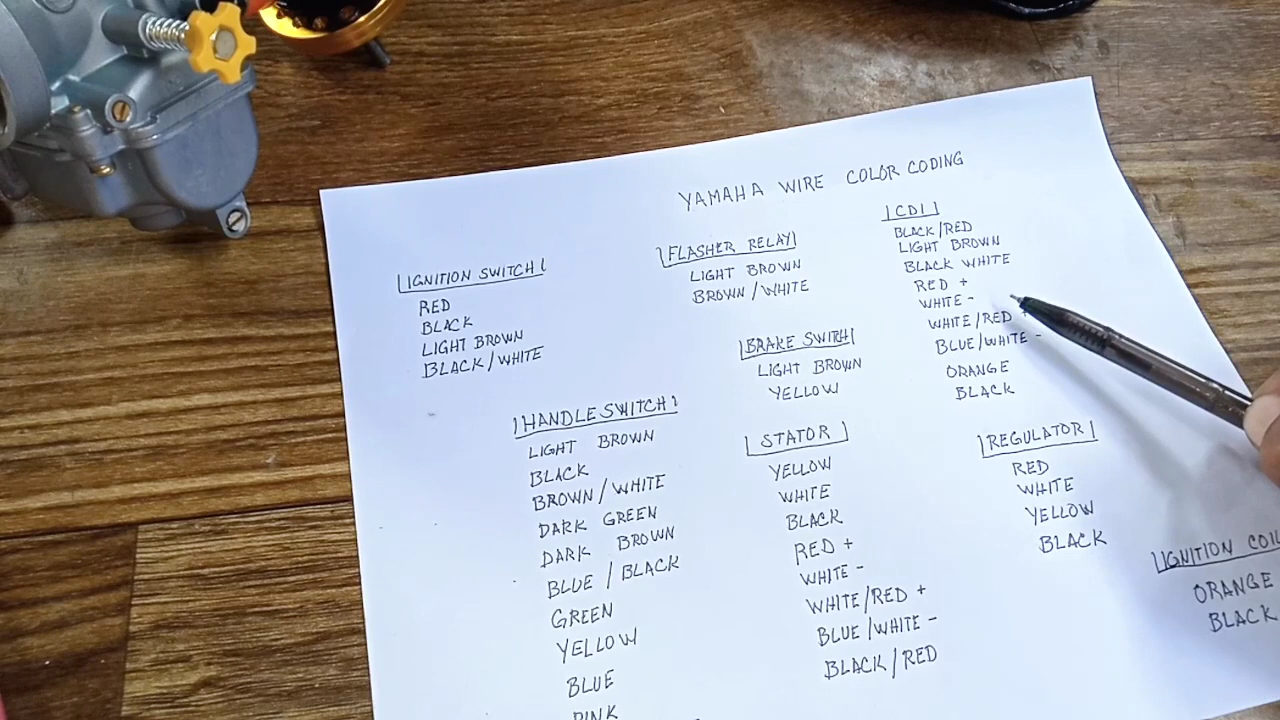 YAMAHA WIRE COLOR CODING
IGNITION SWITCH
RED
BLACK
LIGHT BROWN
BLACK/WHITE
FLASHER RELAY
LIGHT BROWN
BROWN/WHITE
CDI
BLACK/RED
LIGHT BROWN
BLACK WHITE
RED +
WHITE -
WHITE/RED +
BLUE/WHITE -
ORANGE
BLACK
BRAKE SWITCH
LIGHT BROWN
YELLOW
HANDLE SWITCH
LIGHT BROWN
BLACK
BROWN/WHITE
DARK GREEN
DARK BROWN
BLUE/BLACK
GREEN
YELLOW
BLUE
PINK
STATOR
YELLOW
WHITE
BLACK
RED +
WHITE -
WHITE/RED +
BLUE/WHITE -
BLACK/RED
REGULATOR
RED
WHITE
YELLOW
BLACK
IGNITION COIL
ORANGE
BLACK